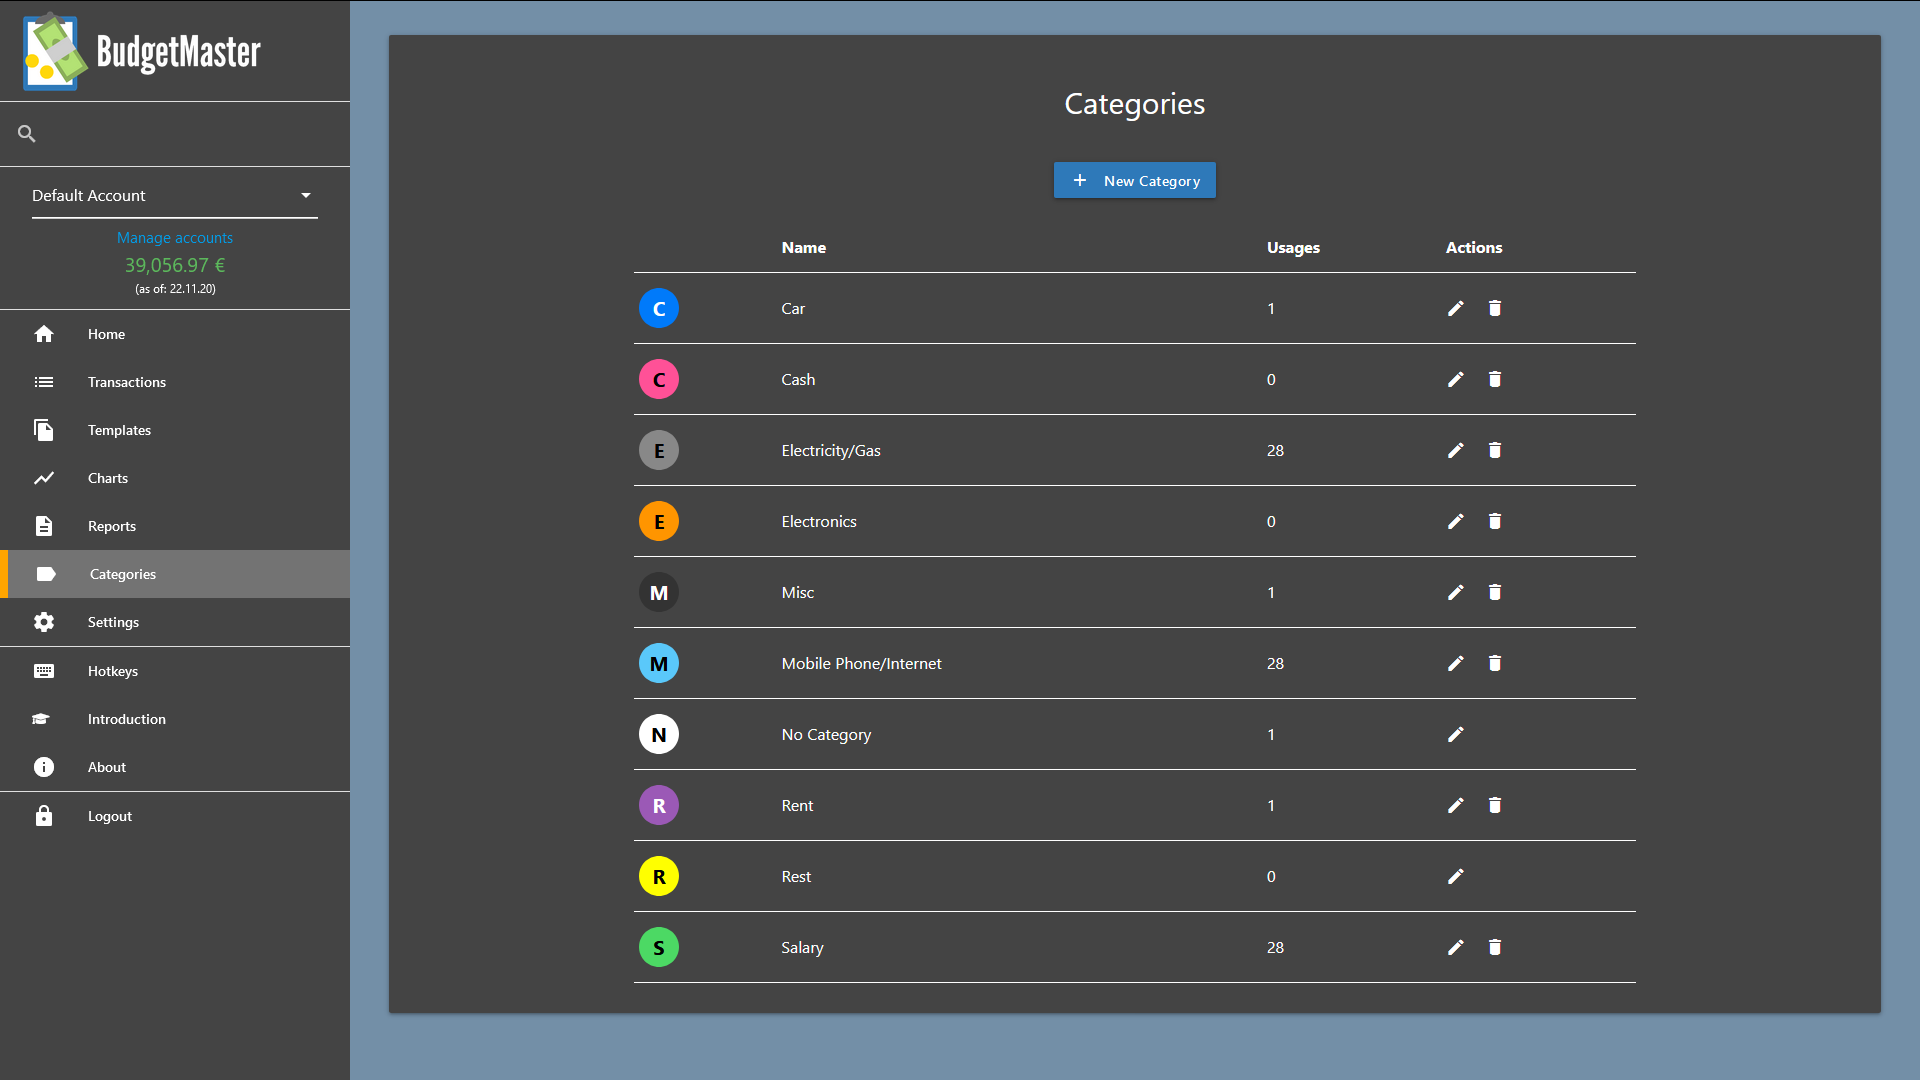 BudgetMaster
Default Account
Manage accounts
39,056.97 €
(as of: 22.11.20)
Home
Transactions
Templates
Charts
Reports
Categories
Settings
Hotkeys
Introduction
About
Logout
Categories
New Category
Name Usages Actions
C Car 1
C Cash 0
E Electricity/Gas 28
E Electronics 0
M Misc 1
M Mobile Phone/Internet 28
N No Category 1
R Rent 1
R Rest 0
S Salary 28